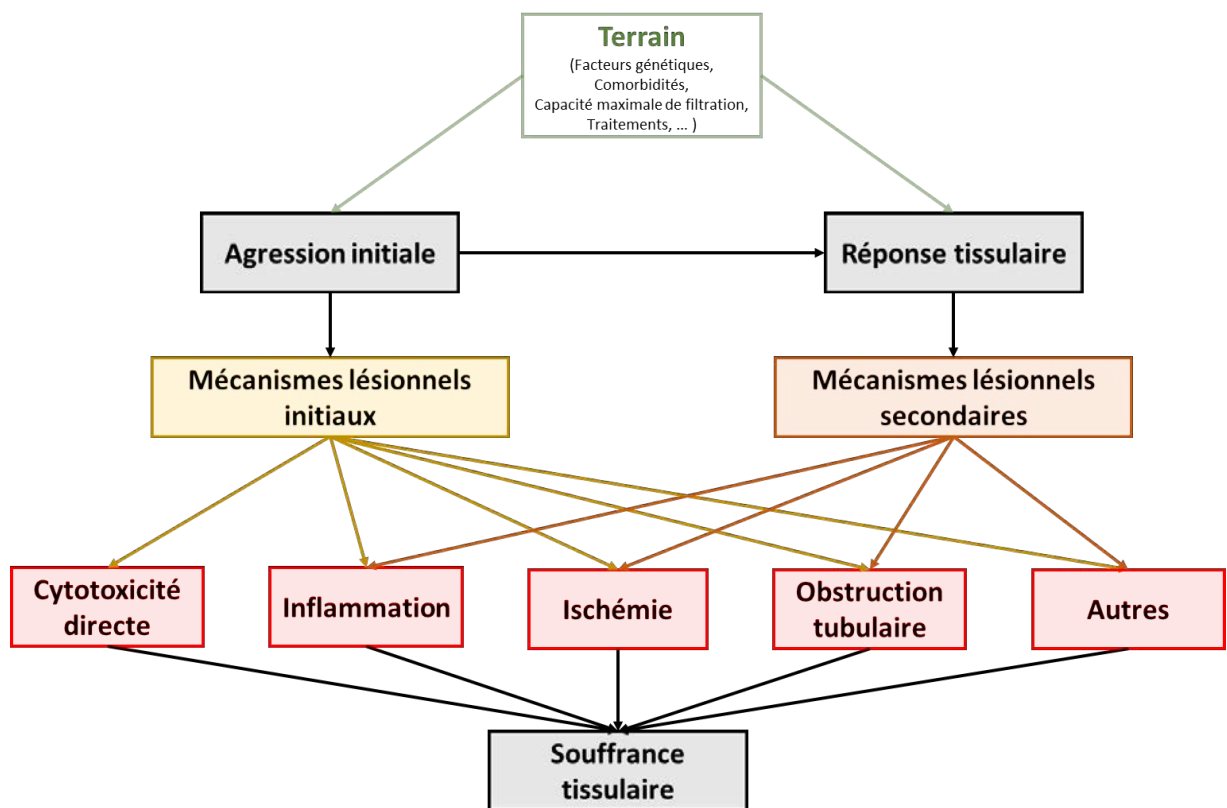 Terrain
(Facteurs génétiques,
Comorbidités,
Capacité maximale de filtration,
Traitements, ... )
Agression initiale
Réponse tissulaire
Mécanismes lésionnels
initiaux
Mécanismes lésionnels
secondaires
Cytotoxicité
directe
Inflammation
Ischémie
Obstruction
tubulaire
Autres
Souffrance
tissulaire